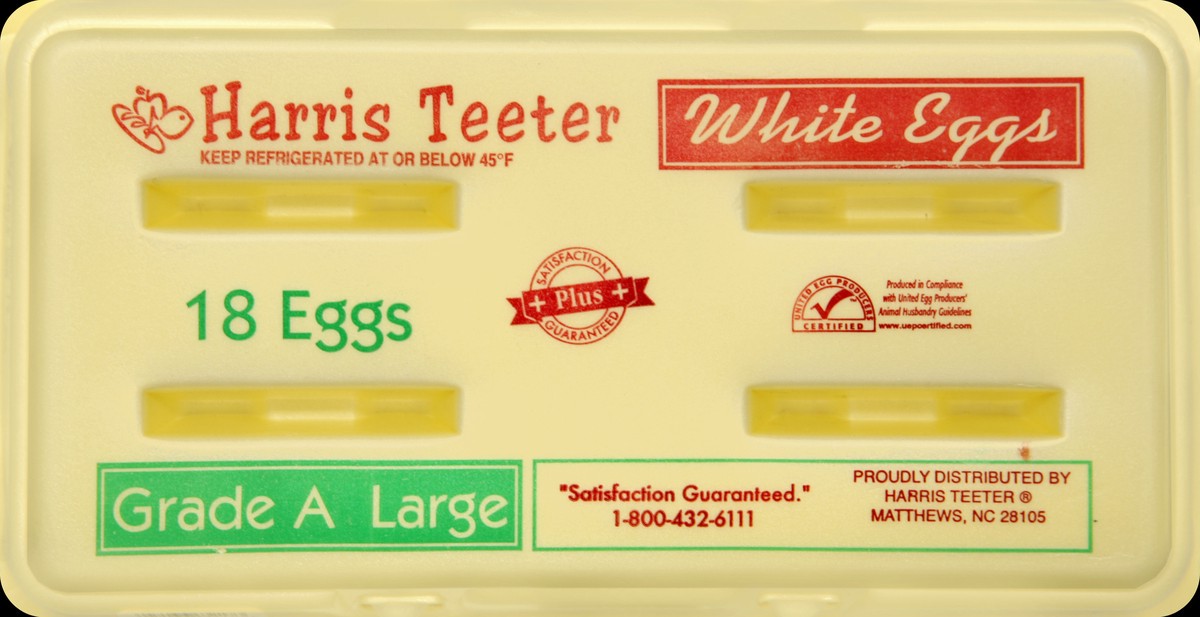 Harris Teeter
KEEP REFRIGERATED AT OR BELOW 45°F
White Eggs
18 Eggs
SATISFACTION
+ Plus +
GUARANTEED
UNITED EGG PRODUCERS
CERTIFIED
Produced in Compliance
with United Egg Producers'
Animal Husbandry Guidelines
www.uepcertified.com
Grade A Large
"Satisfaction Guaranteed."
1-800-432-6111
PROUDLY DISTRIBUTED BY
HARRIS TEETER ®
MATTHEWS, NC 28105